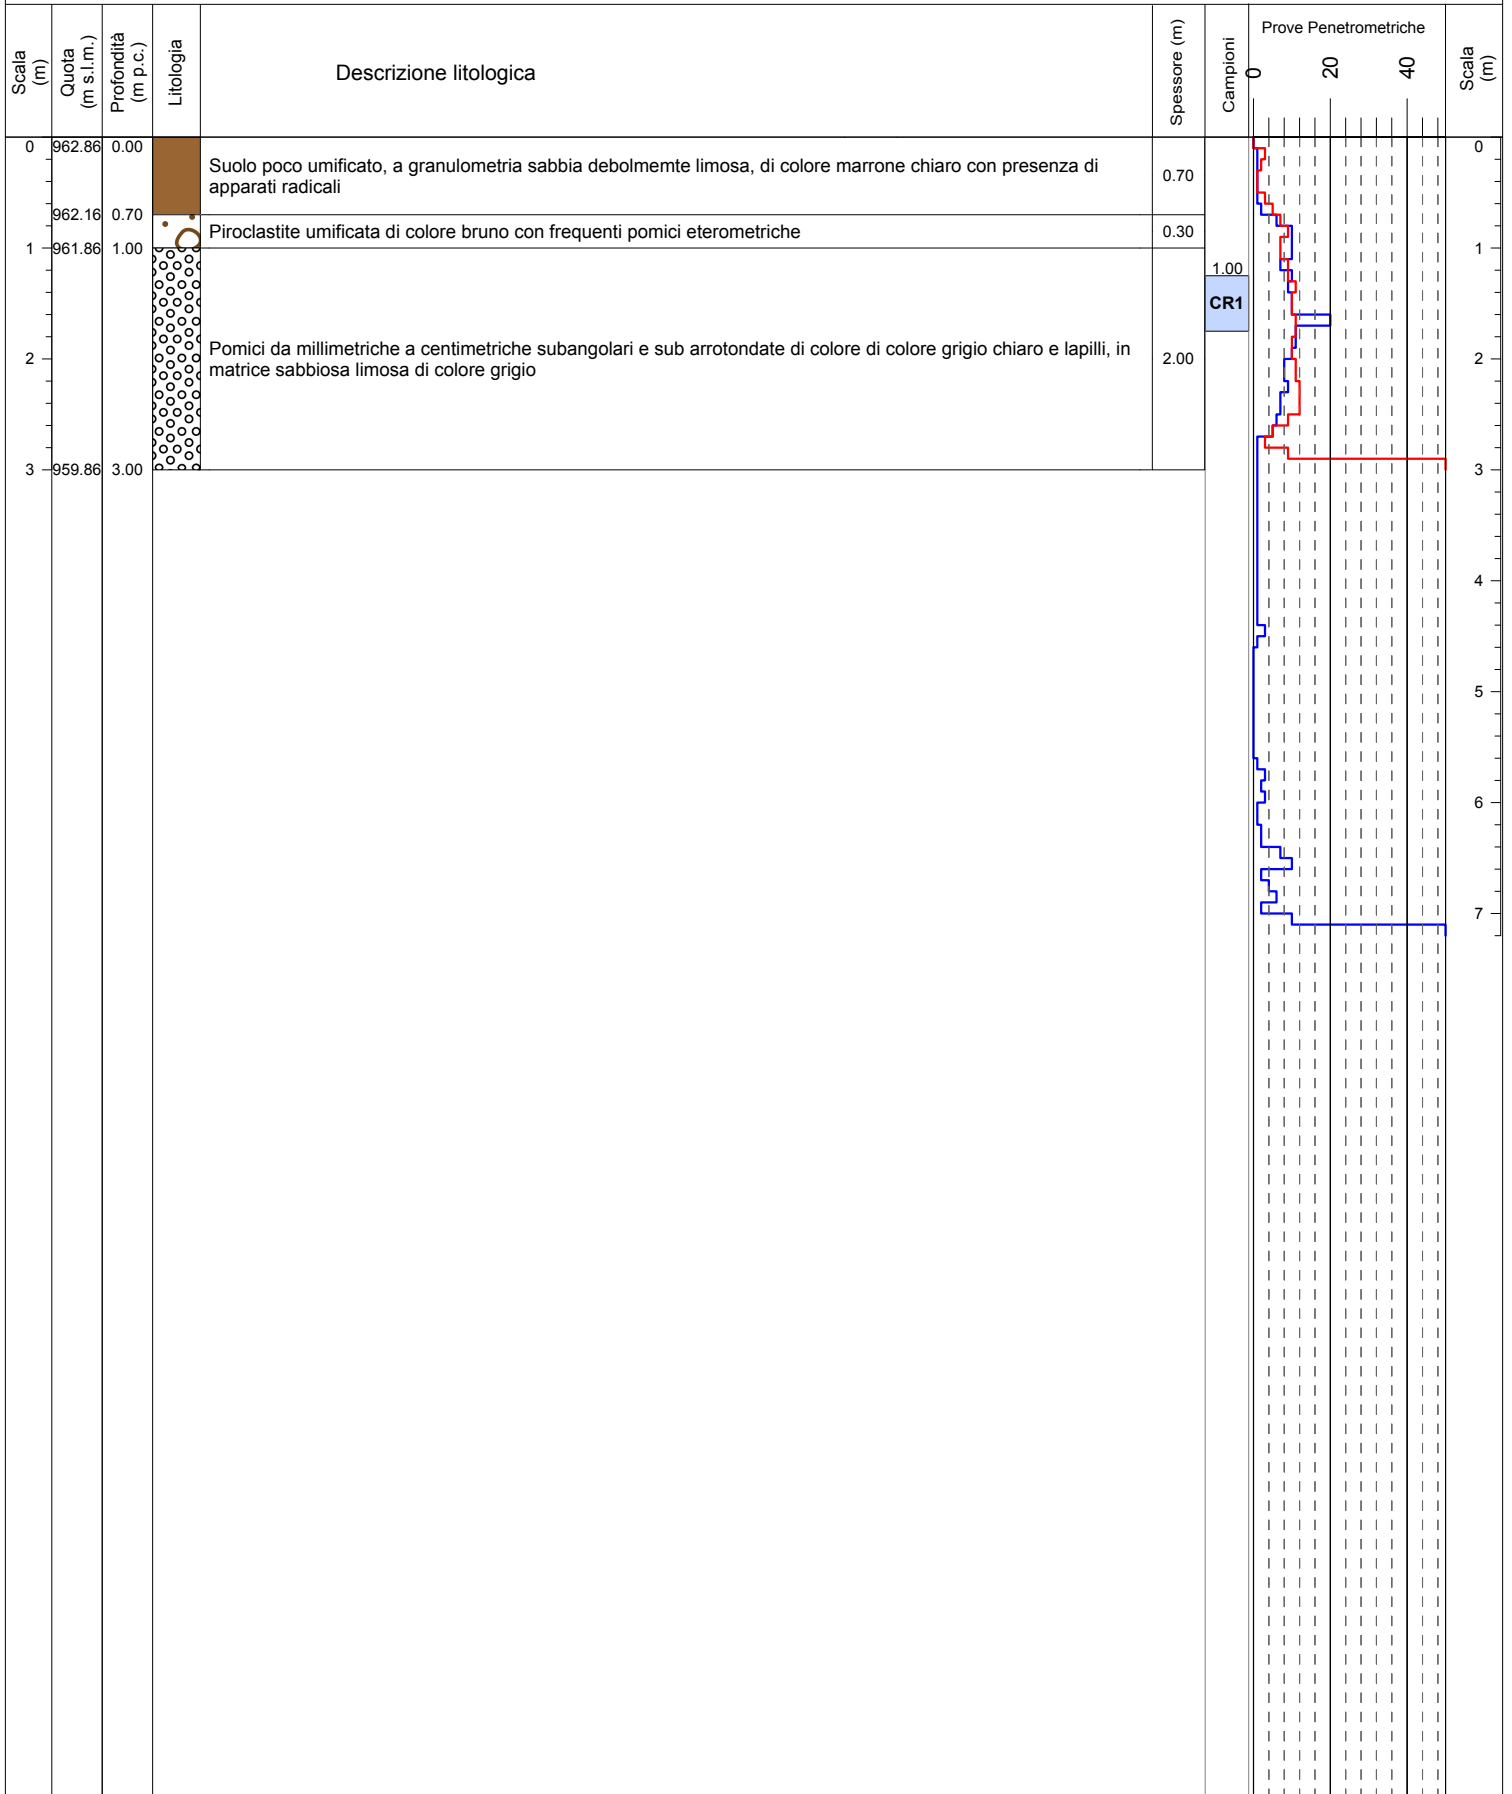 Scala
(m)
Quota
(m s.l.m.)
Profondità
(m p.c.)
Litologia
Descrizione litologica
Spessore (m)
Campioni
Prove Penetrometriche
0 20 40
Scala
(m)
0 962.86 0.00
Suolo poco umificato, a granulometria sabbia debolmemte limosa, di colore marrone chiaro con presenza di
apparati radicali
0.70
0
962.16 0.70
Piroclastite umificata di colore bruno con frequenti pomici eterometriche
0.30
1 961.86 1.00
1
1.00
CR1
Pomici da millimetriche a centimetriche subangolari e sub arrotondate di colore di colore grigio chiaro e lapilli, in
matrice sabbiosa limosa di colore grigio
2.00
2
2
3 959.86 3.00
3
4
5
6
7